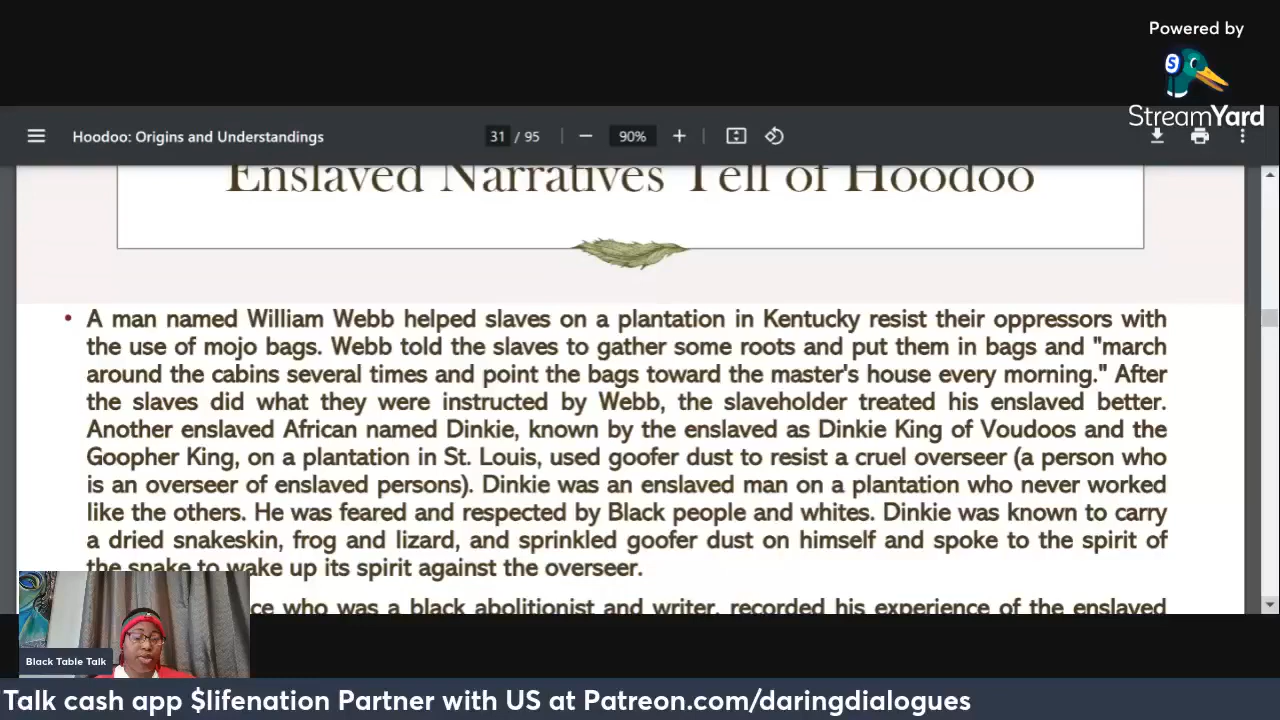 Powered by
S
StreamYard
Hoodoo: Origins and Understandings
31 / 95
90%
Enslaved Narratives Tell of Hoodoo
• A man named William Webb helped slaves on a plantation in Kentucky resist their oppressors with
the use of mojo bags. Webb told the slaves to gather some roots and put them in bags and "march
around the cabins several times and point the bags toward the master's house every morning." After
the slaves did what they were instructed by Webb, the slaveholder treated his enslaved better.
Another enslaved African named Dinkie, known by the enslaved as Dinkie King of Voudoos and the
Goopher King, on a plantation in St. Louis, used goofer dust to resist a cruel overseer (a person who
is an overseer of enslaved persons). Dinkie was an enslaved man on a plantation who never worked
like the others. He was feared and respected by Black people and whites. Dinkie was known to carry
a dried snakeskin, frog and lizard, and sprinkled goofer dust on himself and spoke to the spirit of
the snake to wake up its spirit against the overseer.
who was a black abolitionist and writer, recorded his experience of the enslaved
Black Table Talk
Talk cash app $lifenation Partner with US at Patreon.com/daringdialogues